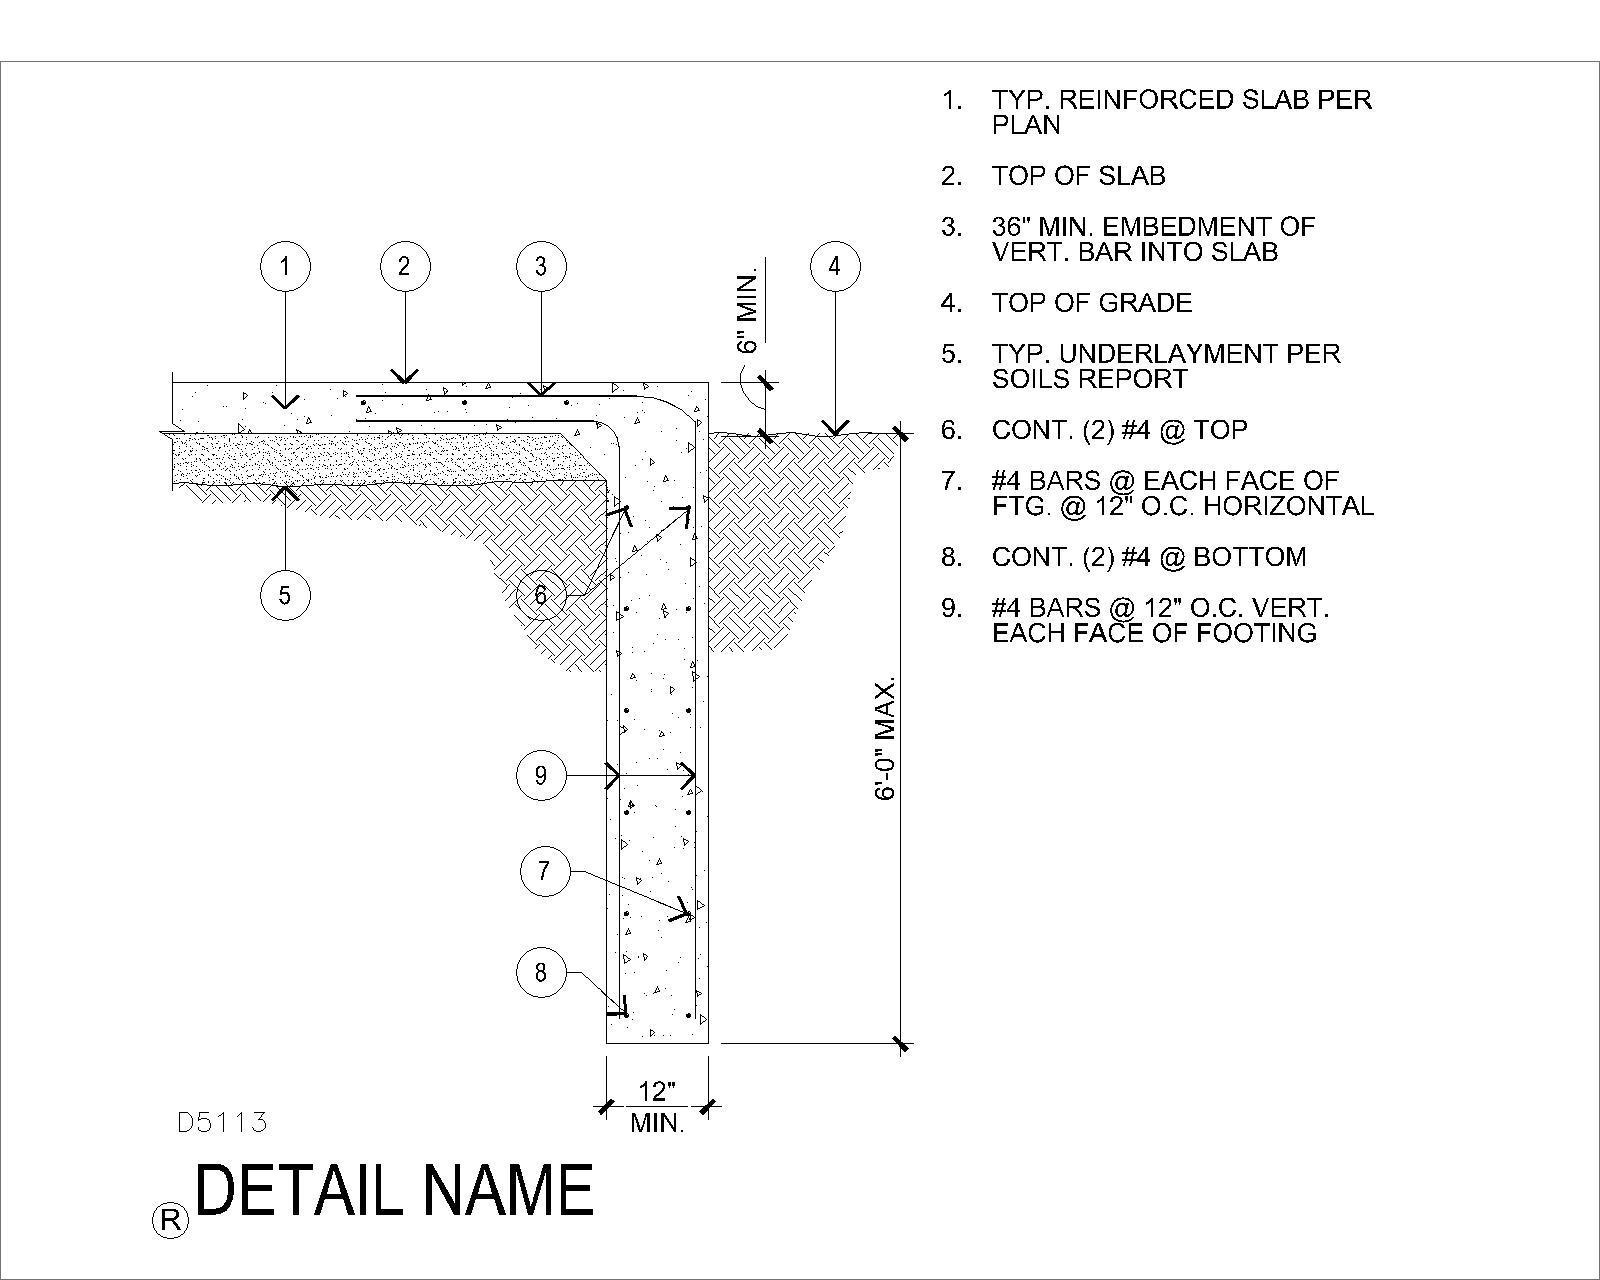 1. TYP. REINFORCED SLAB PER
PLAN
2. TOP OF SLAB
3. 36" MIN. EMBEDMENT OF
VERT. BAR INTO SLAB
4. TOP OF GRADE
5. TYP. UNDERLAYMENT PER
SOILS REPORT
6. CONT. (2) #4 @ TOP
7. #4 BARS @ EACH FACE OF
FTG. @ 12" O.C. HORIZONTAL
8. CONT. (2) #4 @ BOTTOM
9. #4 BARS @ 12" O.C. VERT.
EACH FACE OF FOOTING
1
2
3
6" MIN.
4
5
6
6'-0" MAX.
9
7
8
12"
MIN.
D5113
R DETAIL NAME